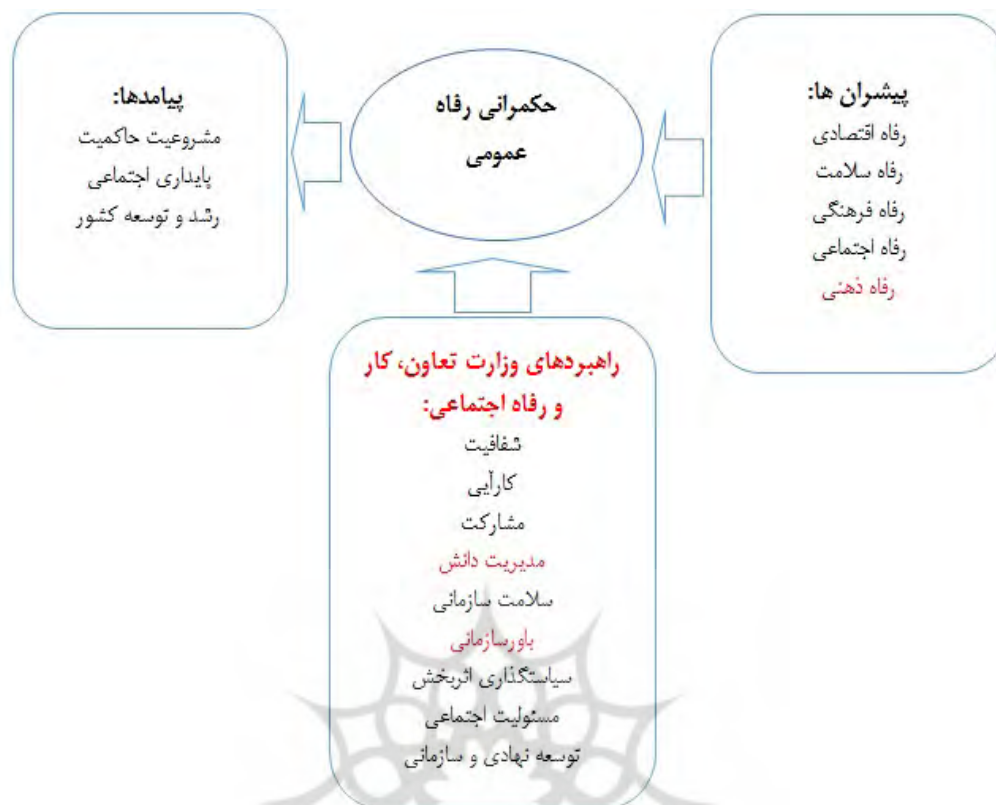 پیشران ها:
رفاه اقتصادی
رفاه سلامت
رفاه فرهنگی
رفاه اجتماعی
رفاه ذهنی
حکمرانی رفاه
عمومی
پیامدها:
مشروعیت حاکمیت
پایداری اجتماعی
رشد و توسعه کشور
راهبردهای وزارت تعاون، کار
و رفاه اجتماعی:
شفافیت
کارآیی
مشارکت
مدیریت دانش
سلامت سازمانی
باورسازمانی
سیاستگذاری اثربخش
مسئولیت اجتماعی
توسعه نهادی و سازمانی